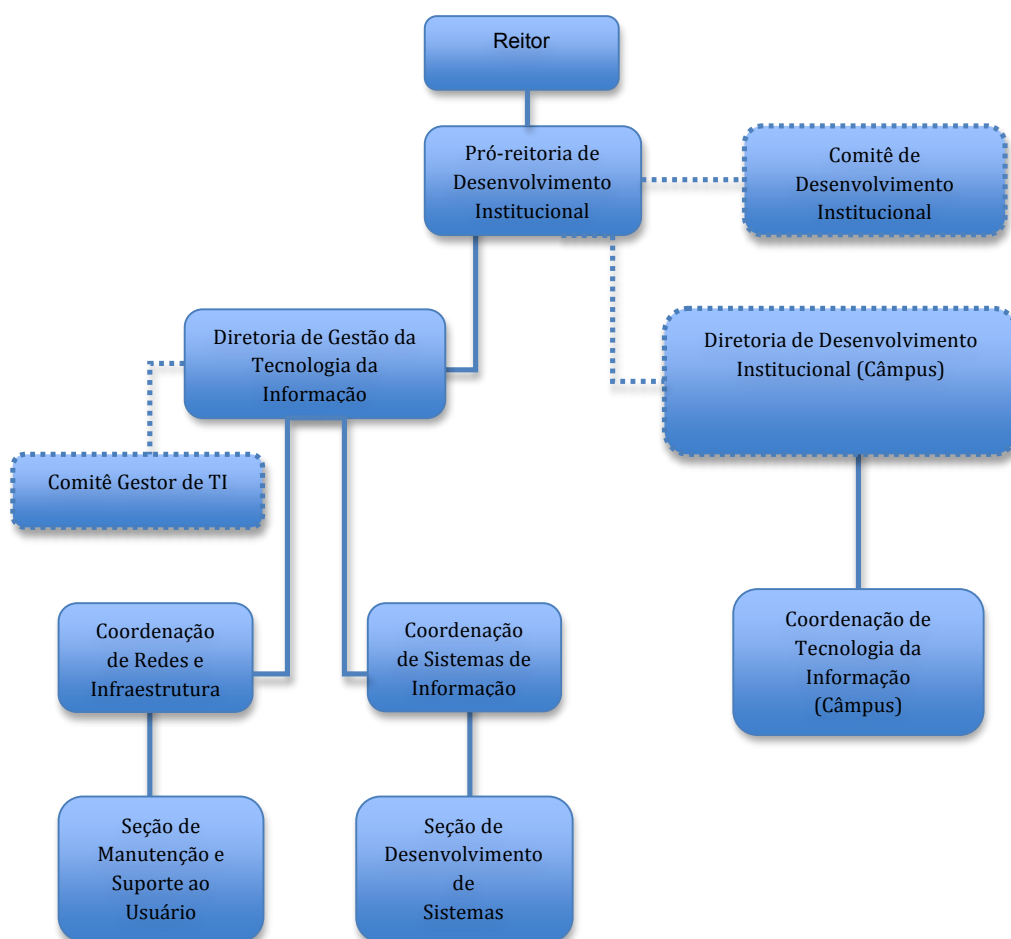 Reitor
Pró-reitoria de
Desenvolvimento
Institucional
Comitê de
Desenvolvimento
Institucional
Diretoria de Gestão da
Tecnologia da
Informação
Diretoria de Desenvolvimento
Institucional (Câmpus)
Comitê Gestor de TI
Coordenação
de Redes e
Infraestrutura
Coordenação
de Sistemas de
Informação
Coordenação de
Tecnologia da
Informação
(Câmpus)
Seção de
Manutenção e
Suporte ao
Usuário
Seção de
Desenvolvimento
de
Sistemas